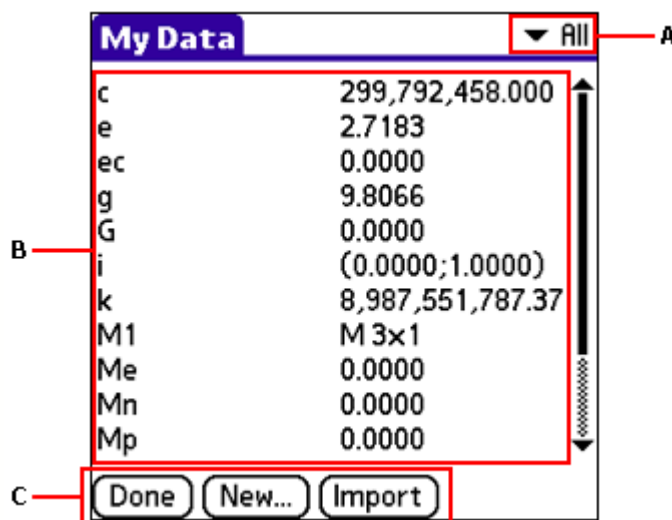 My Data
All
A
c 299,792,458.000
e 2.7183
ec 0.0000
g 9.8066
G 0.0000
B
i (0.0000;1.0000)
k 8,987,551,787.37
M1 M 3×1
Me 0.0000
Mn 0.0000
Mp 0.0000
C
Done New... Import